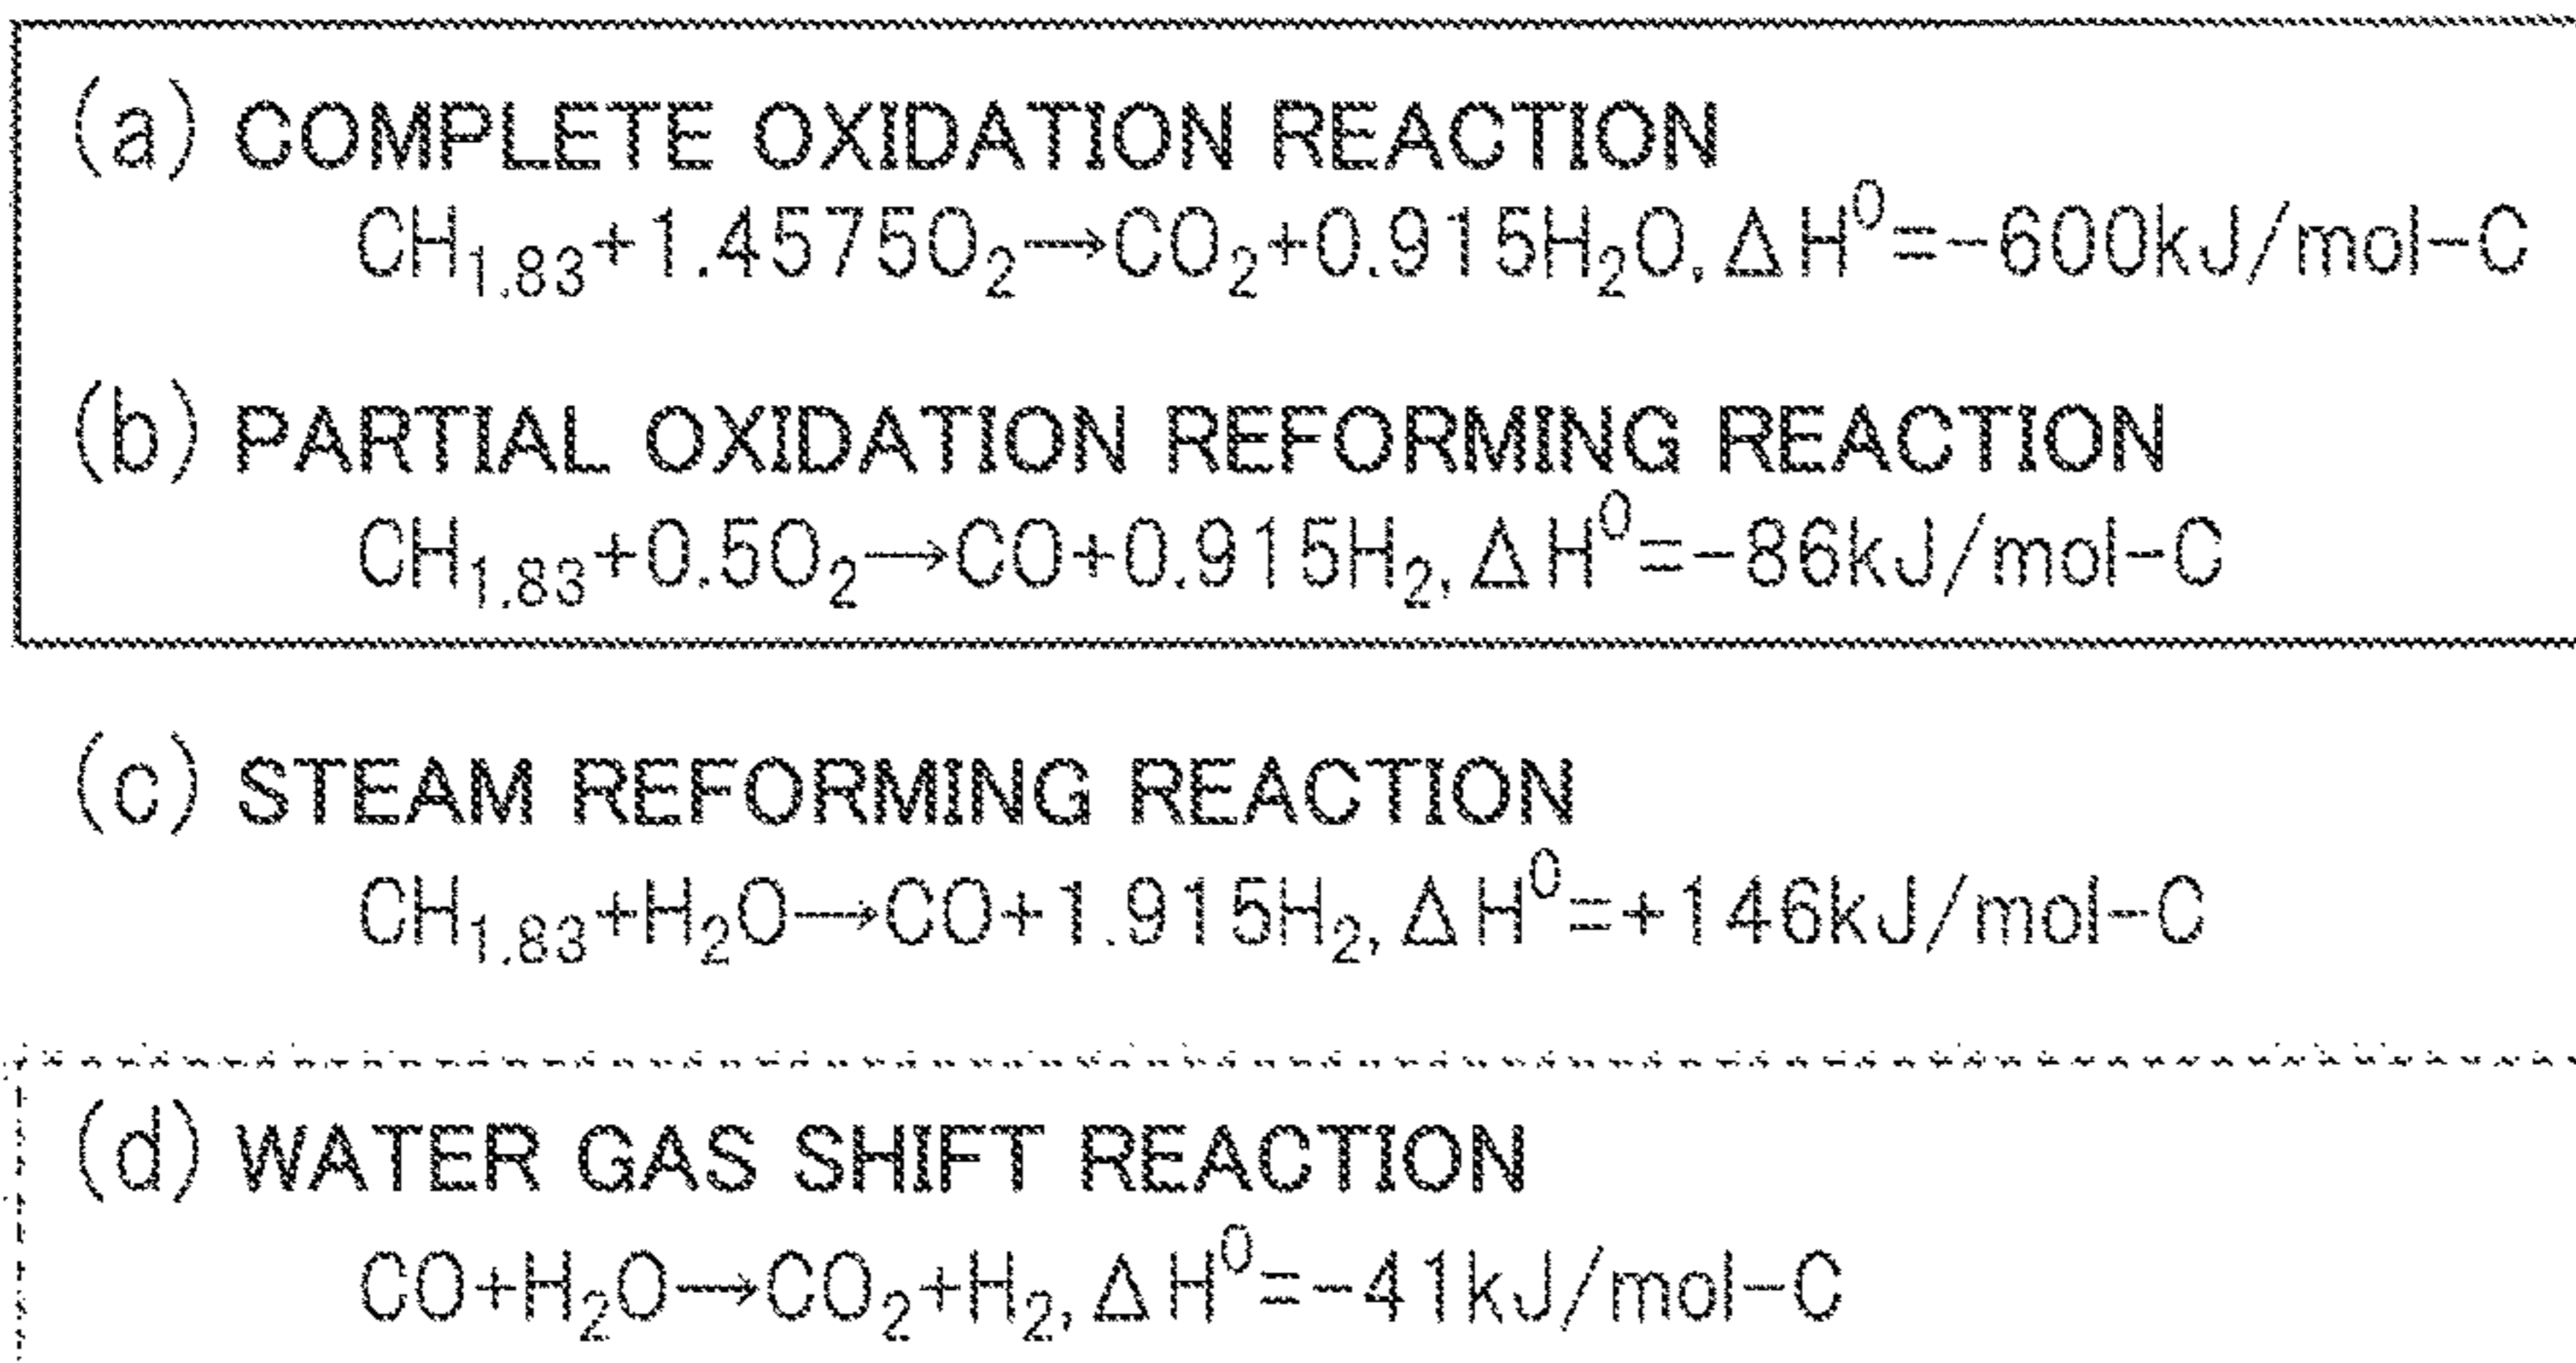 (a) COMPLETE OXIDATION REACTION
CH₁.₈₃+1.4575O₂→CO₂+0.915H₂O, ΔH⁰=-600kJ/mol-C
(b) PARTIAL OXIDATION REFORMING REACTION
CH₁.₈₃+0.5O₂→CO+0.915H₂, ΔH⁰=-86kJ/mol-C
(c) STEAM REFORMING REACTION
CH₁.₈₃+H₂O→CO+1.915H₂, ΔH⁰=+146kJ/mol-C
(d) WATER GAS SHIFT REACTION
CO+H₂O→CO₂+H₂, ΔH⁰=-41kJ/mol-C